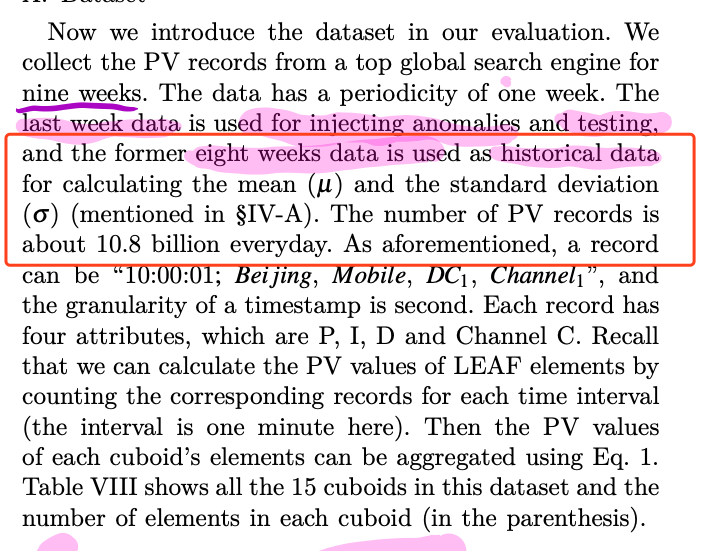 A. Dataset
Now we introduce the dataset in our evaluation. We
collect the PV records from a top global search engine for
nine weeks. The data has a periodicity of one week. The
last week data is used for injecting anomalies and testing,
and the former eight weeks data is used as historical data
for calculating the mean (μ) and the standard deviation
(σ) (mentioned in §IV-A). The number of PV records is
about 10.8 billion everyday. As aforementioned, a record
can be “10:00:01; Beijing, Mobile, DC₁, Channel₁”, and
the granularity of a timestamp is second. Each record has
four attributes, which are P, I, D and Channel C. Recall
that we can calculate the PV values of LEAF elements by
counting the corresponding records for each time interval
(the interval is one minute here). Then the PV values
of each cuboid’s elements can be aggregated using Eq. 1.
Table VIII shows all the 15 cuboids in this dataset and the
number of elements in each cuboid (in the parenthesis).